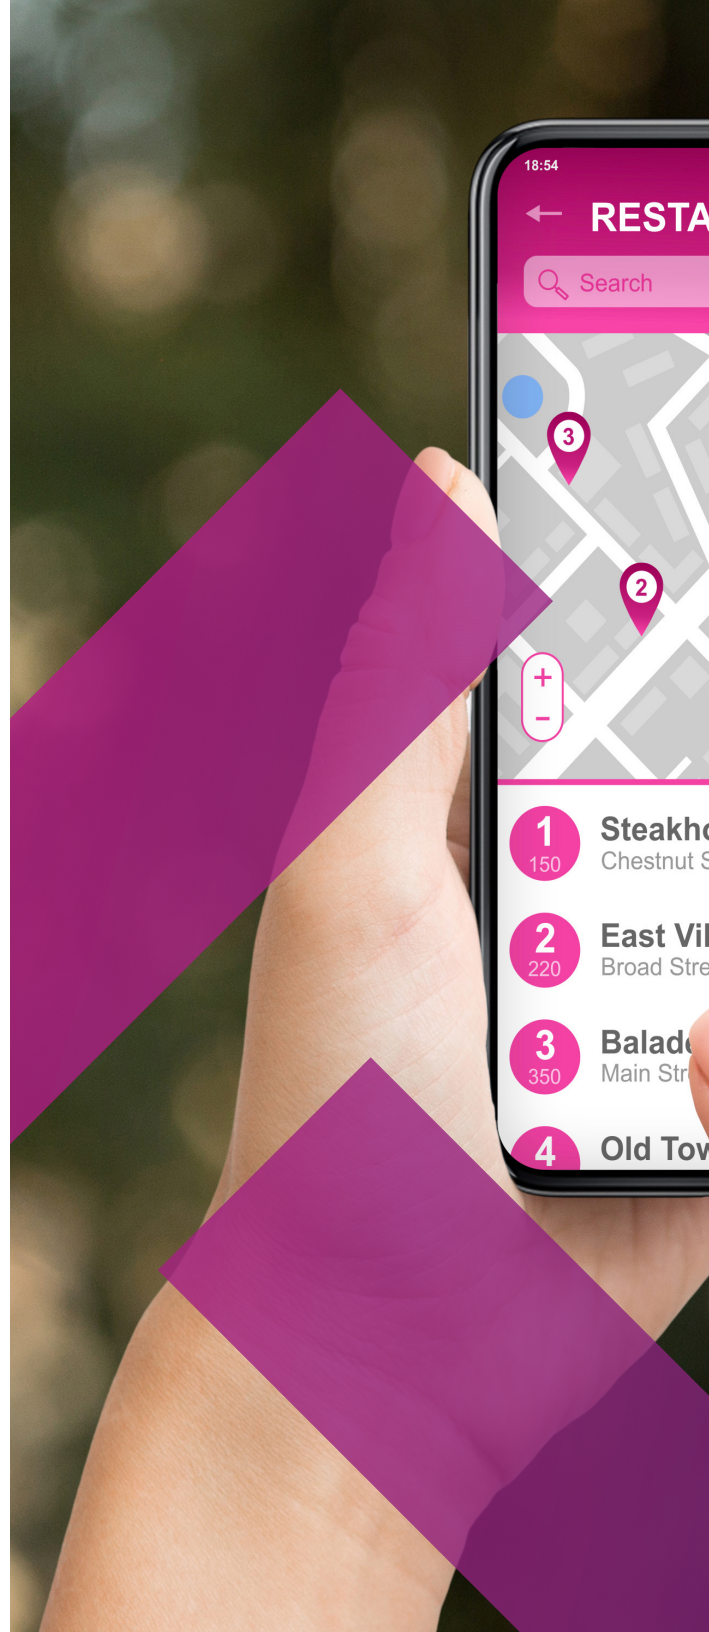 18:54
RESTA
Search
3
2
+
-
1
150
Steakho
Chestnut S
2
220
East Vil
Broad Stre
3
350
Balade
Main Str
4
Old Tow